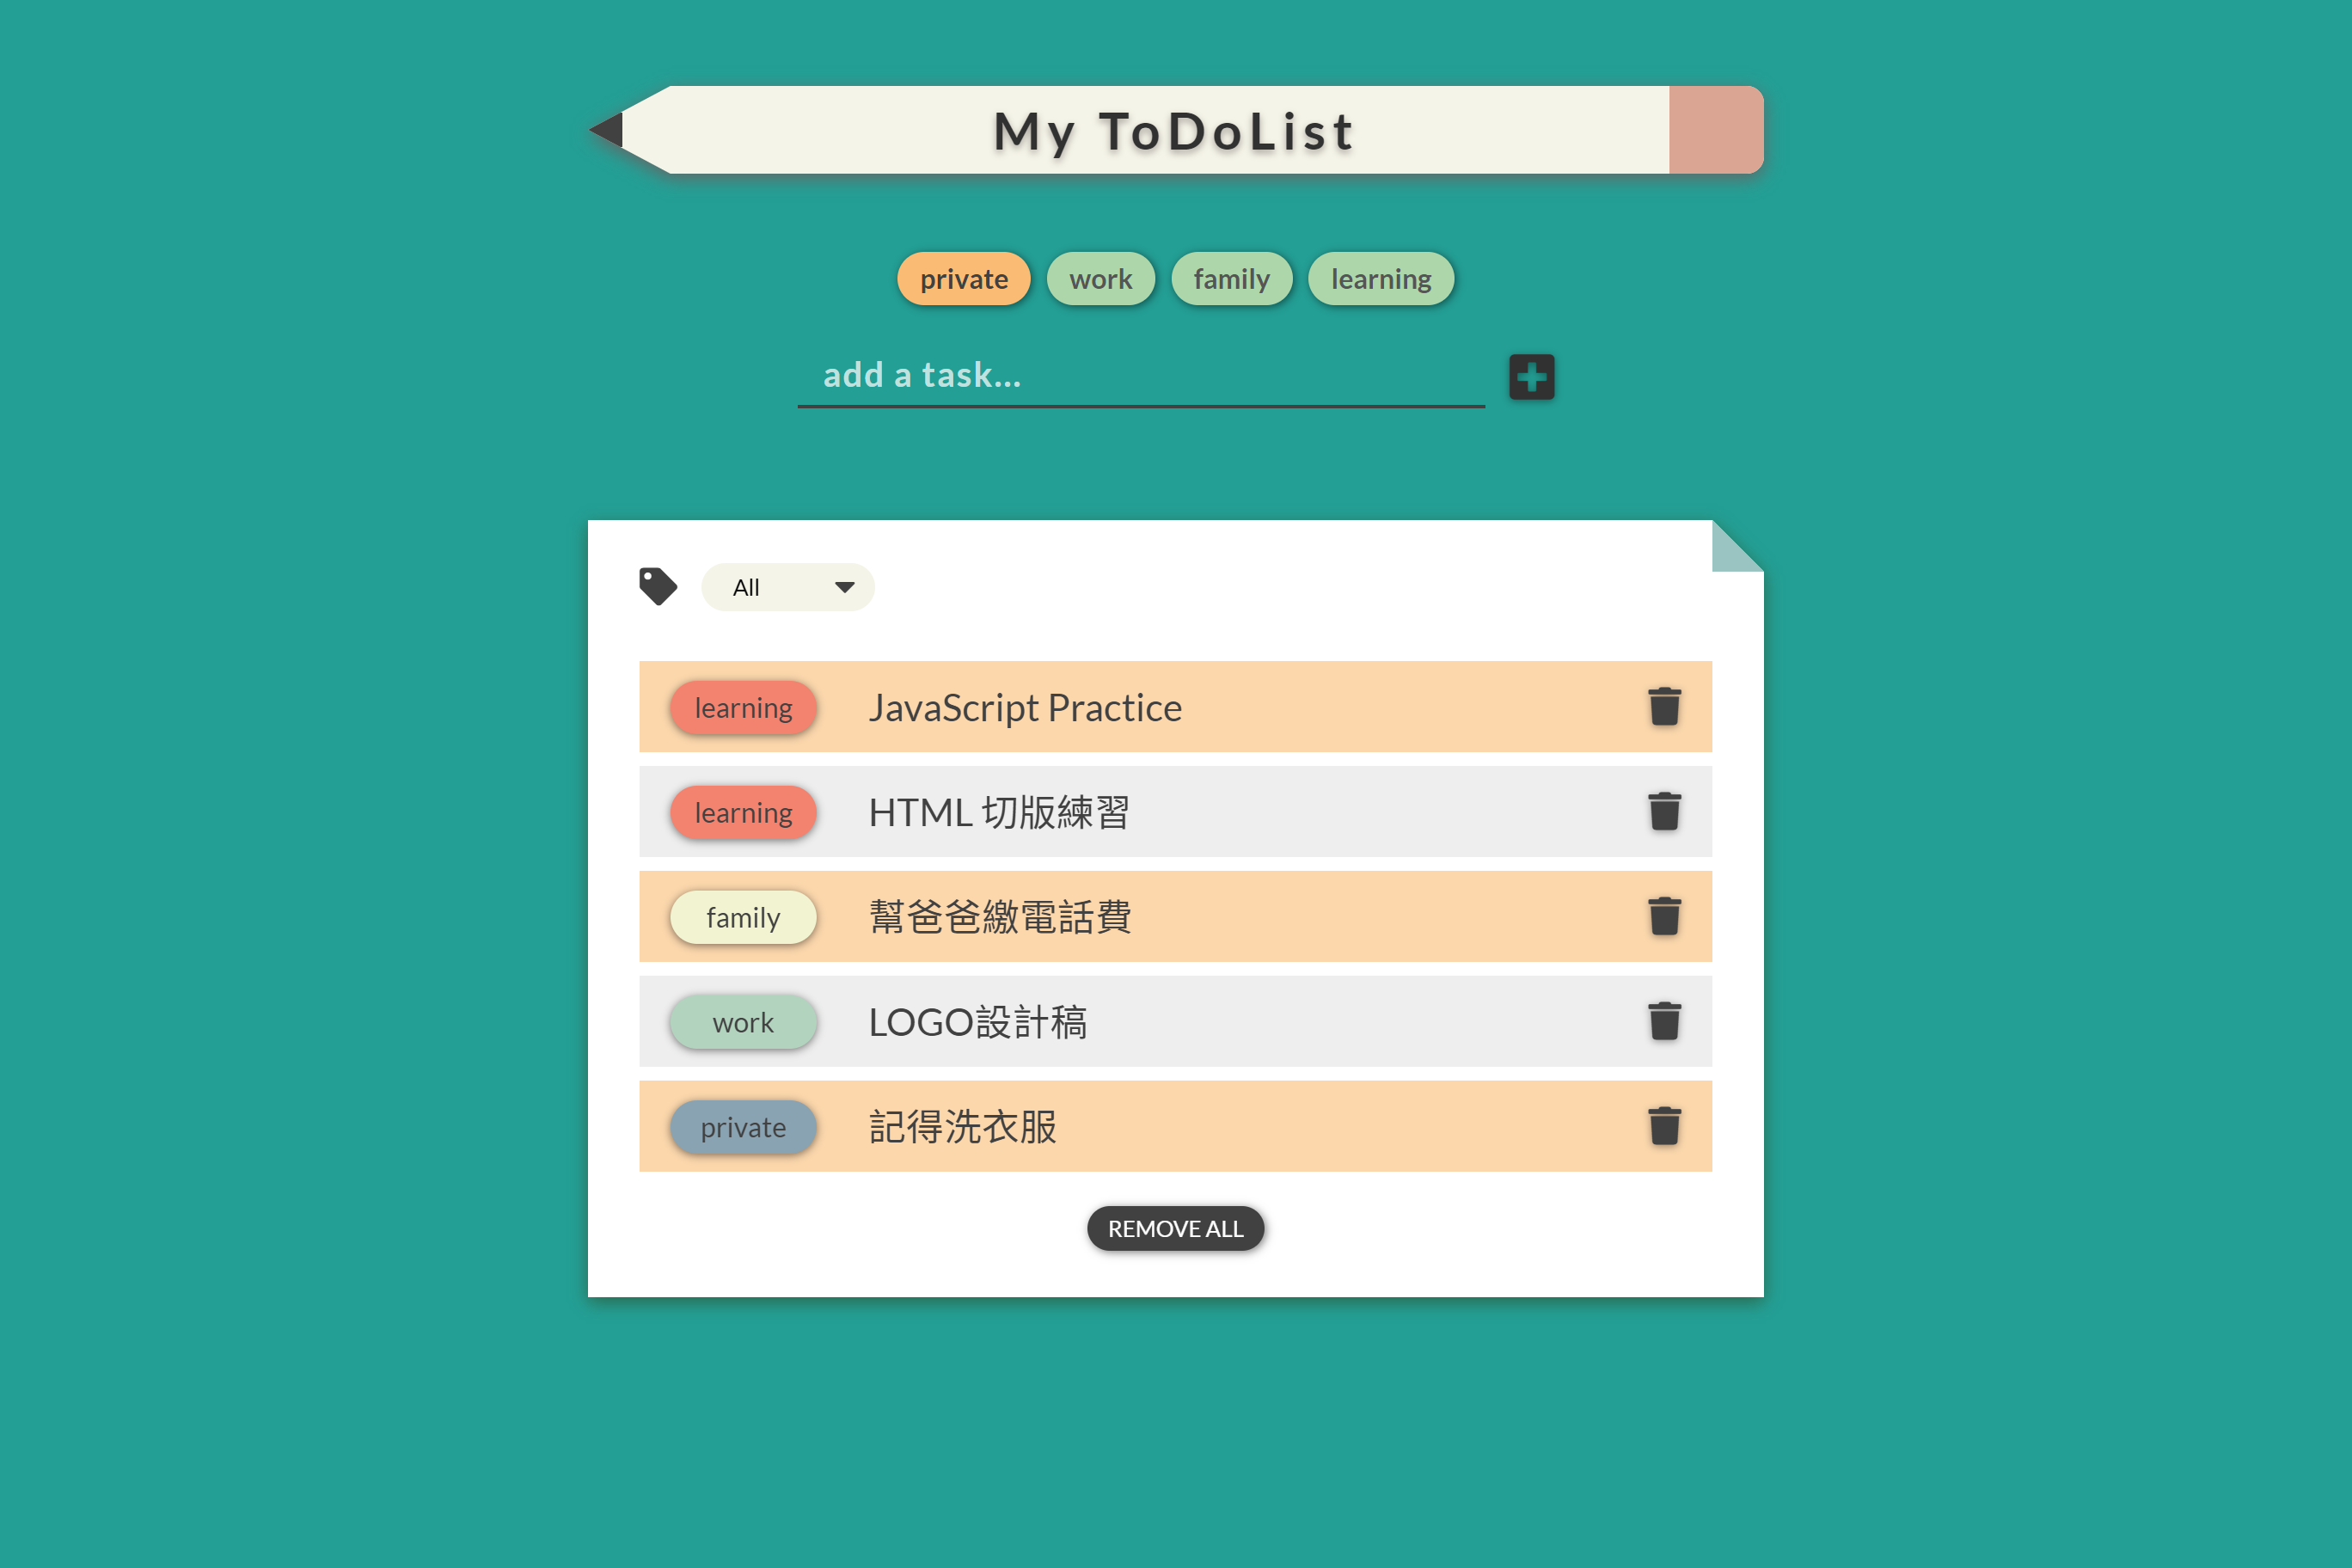 My ToDoList
private work family learning
add a task...
All
learning JavaScript Practice
learning HTML 切版練習
family 幫爸爸繳電話費
work LOGO設計稿
private 記得洗衣服
REMOVE ALL